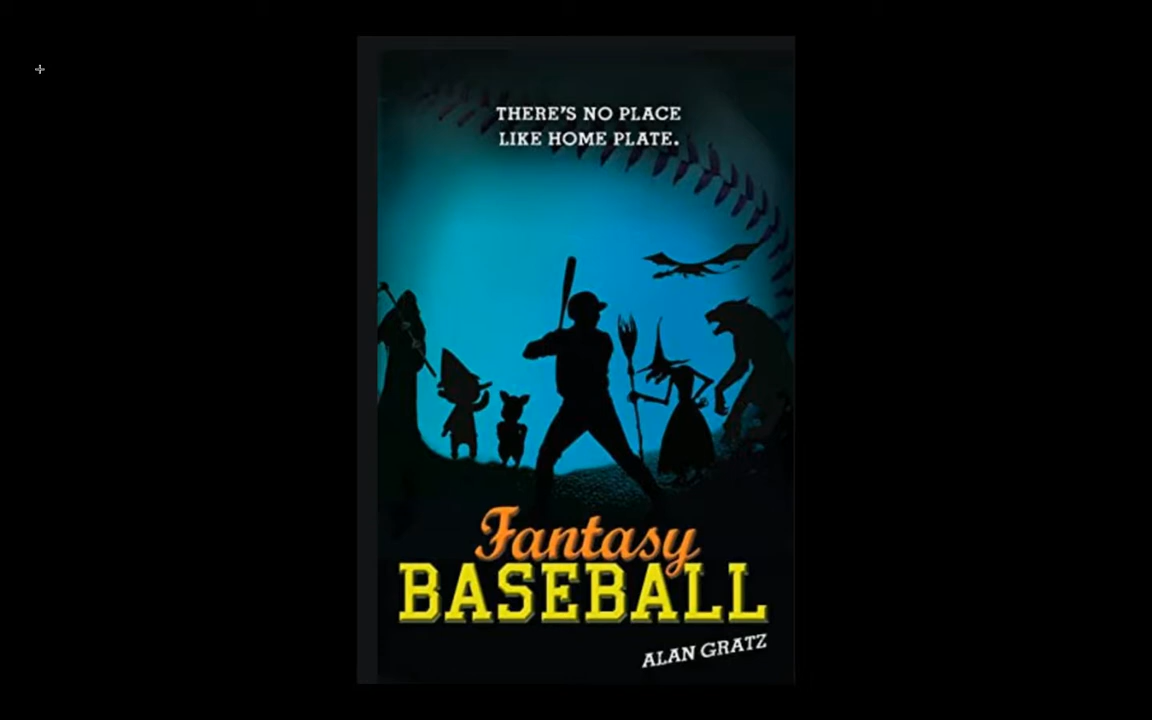 THERE'S NO PLACE
LIKE HOME PLATE.
Fantasy
BASEBALL
ALAN GRATZ